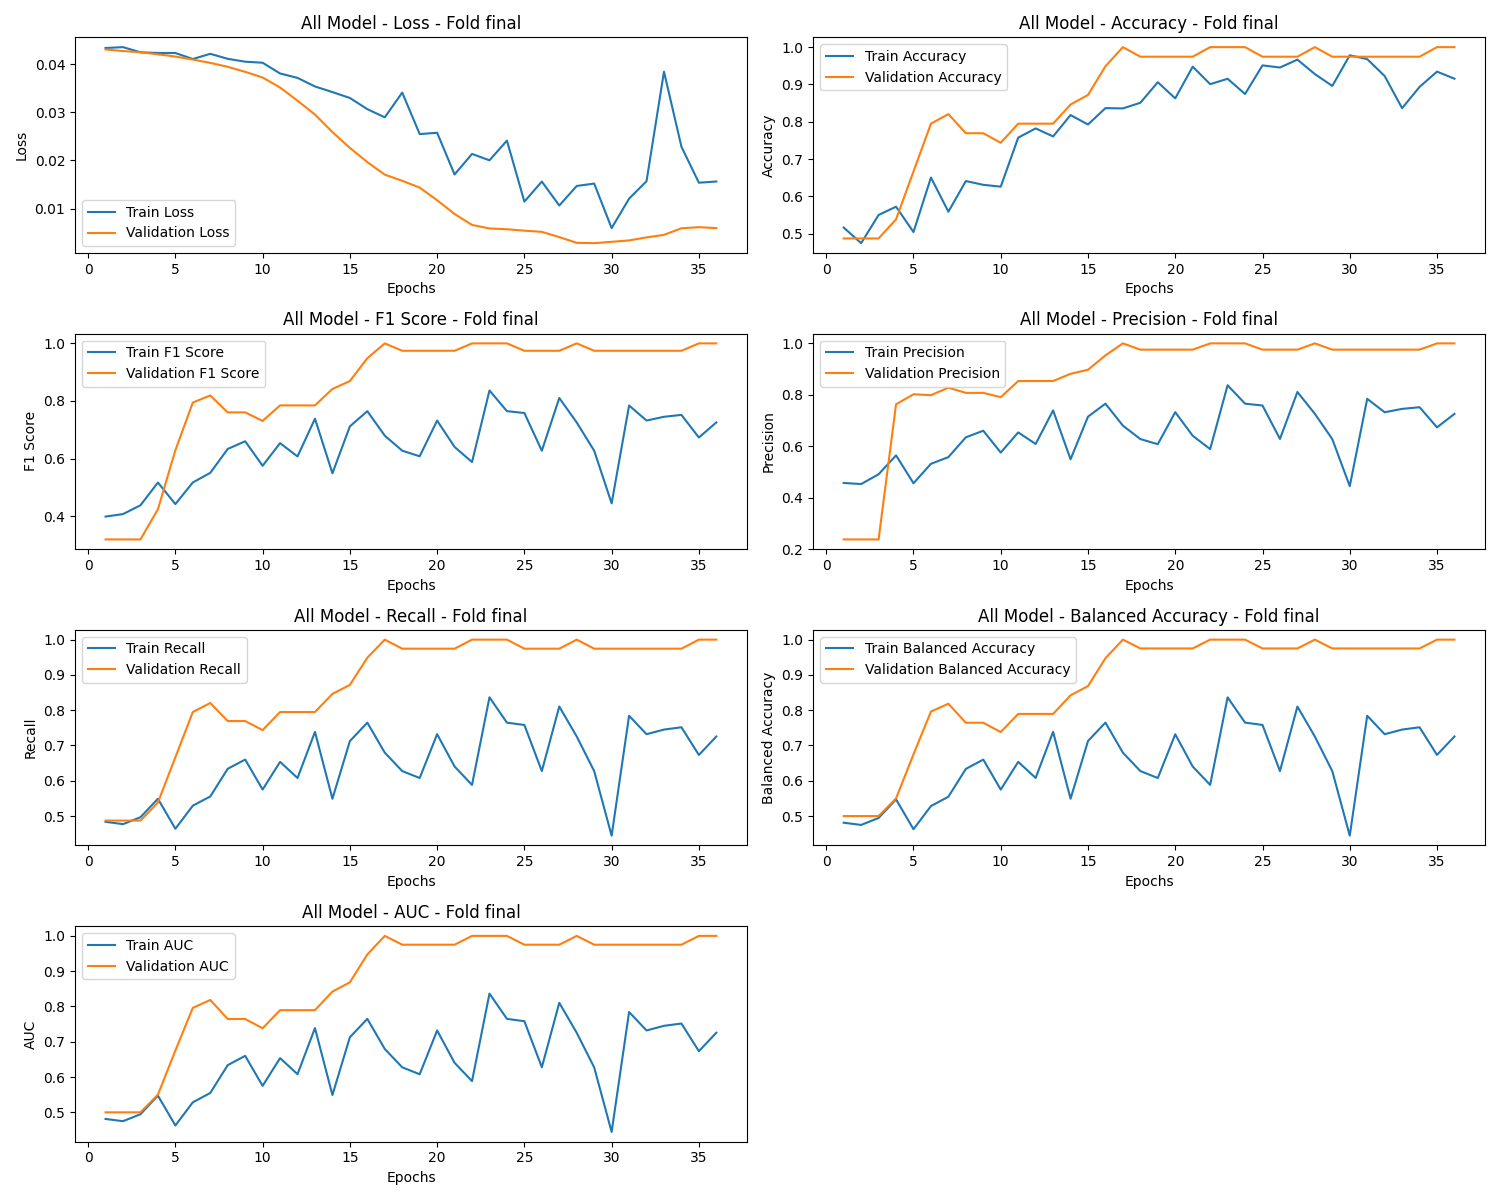 All Model - Loss - Fold final
Loss
0.04
0.03
0.02
0.01
Train Loss
Validation Loss
0 5 10 15 20 25 30 35
Epochs
All Model - Accuracy - Fold final
Accuracy
1.0
0.9
0.8
0.7
0.6
0.5
Train Accuracy
Validation Accuracy
0 5 10 15 20 25 30 35
Epochs
All Model - F1 Score - Fold final
F1 Score
1.0
0.8
0.6
0.4
Train F1 Score
Validation F1 Score
0 5 10 15 20 25 30 35
Epochs
All Model - Precision - Fold final
Precision
1.0
0.8
0.6
0.4
0.2
Train Precision
Validation Precision
0 5 10 15 20 25 30 35
Epochs
All Model - Recall - Fold final
Recall
1.0
0.9
0.8
0.7
0.6
0.5
Train Recall
Validation Recall
0 5 10 15 20 25 30 35
Epochs
All Model - Balanced Accuracy - Fold final
Balanced Accuracy
1.0
0.9
0.8
0.7
0.6
0.5
Train Balanced Accuracy
Validation Balanced Accuracy
0 5 10 15 20 25 30 35
Epochs
All Model - AUC - Fold final
AUC
1.0
0.9
0.8
0.7
0.6
0.5
Train AUC
Validation AUC
0 5 10 15 20 25 30 35
Epochs